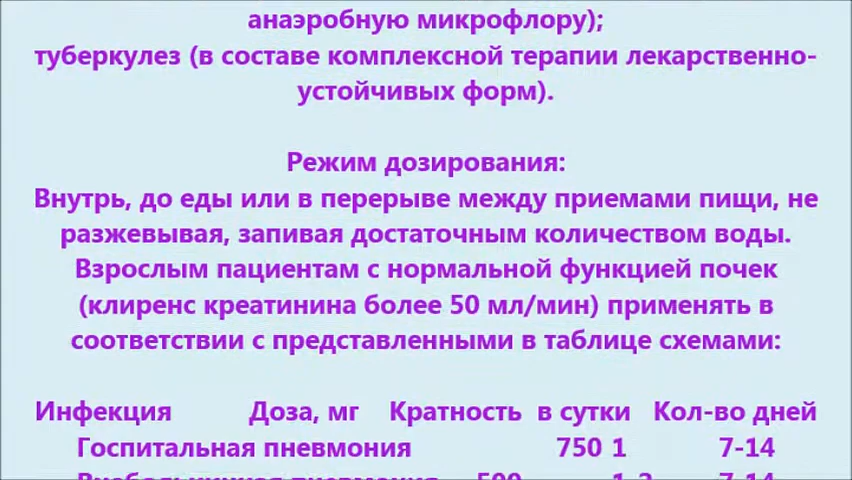 анаэробную микрофлору);
туберкулез (в составе комплексной терапии лекарственно-
устойчивых форм).
Режим дозирования:
Внутрь, до еды или в перерыве между приемами пищи, не
разжевывая, запивая достаточным количеством воды.
Взрослым пациентам с нормальной функцией почек
(клиренс креатинина более 50 мл/мин) применять в
соответствии с представленными в таблице схемами:
Инфекция Доза, мг Кратность в сутки Кол-во дней
Госпитальная пневмония 750 1 7-14